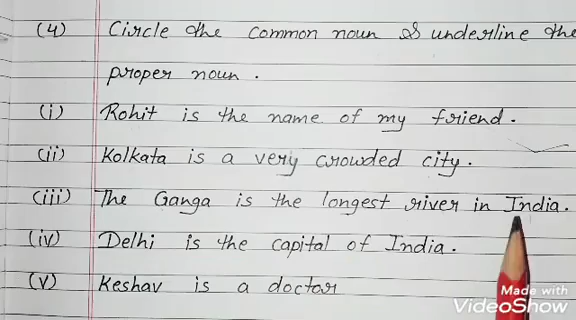 (4) Circle the common noun & underline the
proper noun.
(i) Rohit is the name of my friend.
(ii) Kolkata is a very crowded city.
(iii) The Ganga is the longest river in India.
(iv) Delhi is the capital of India.
(v) Keshav is a doctor
Made with
VideoShow